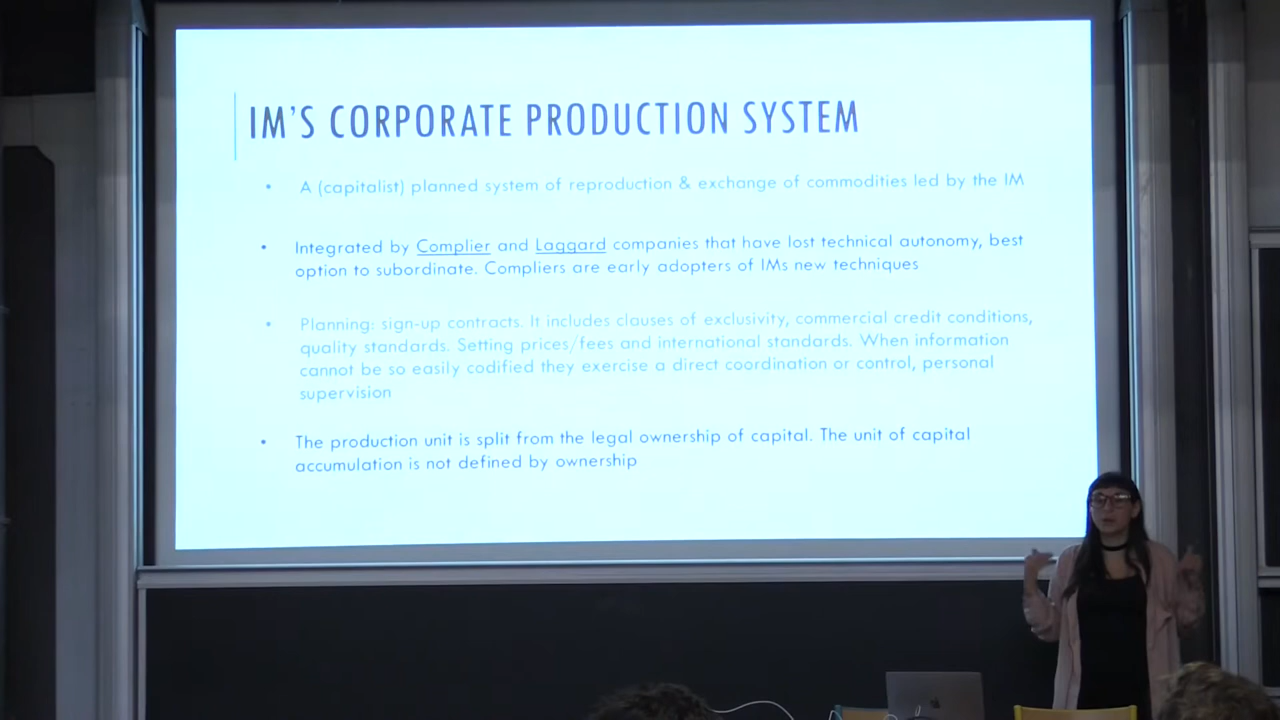 IM'S CORPORATE PRODUCTION SYSTEM
• A (capitalist) planned system of reproduction & exchange of commodities led by the IM
• Integrated by Complier and Laggard companies that have lost technical autonomy, best
option to subordinate. Compliers are early adopters of IMs new techniques
• Planning: sign-up contracts. It includes clauses of exclusivity, commercial credit conditions,
quality standards. Setting prices/fees and international standards. When information
cannot be so easily codified they exercise a direct coordination or control, personal
supervision
• The production unit is split from the legal ownership of capital. The unit of capital
accumulation is not defined by ownership